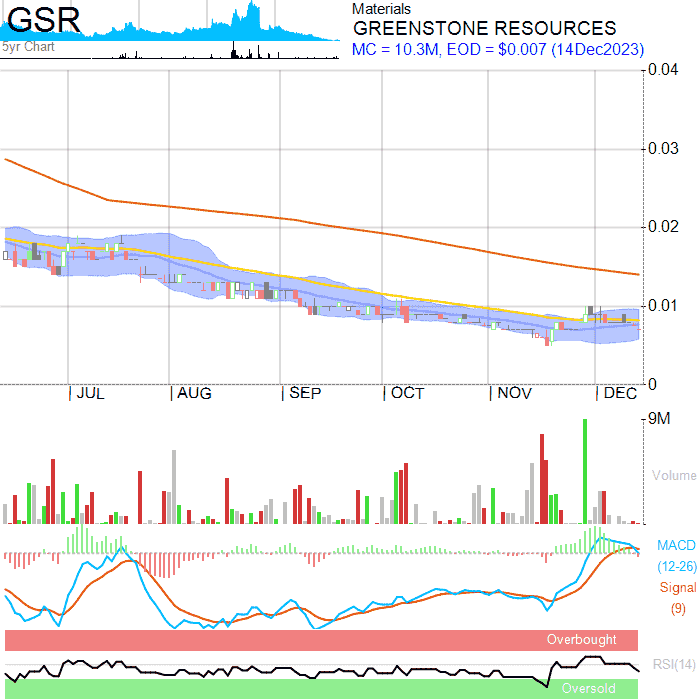 GSR
5yr Chart
Materials
GREENSTONE RESOURCES
MC = 10.3M, EOD = $0.007 (14Dec2023)
0.04
0.03
0.02
0.01
0
| JUL | AUG | SEP | OCT | NOV | DEC
9M
Volume
MACD
(12-26)
Signal
(9)
Overbought
RSI(14)
Oversold